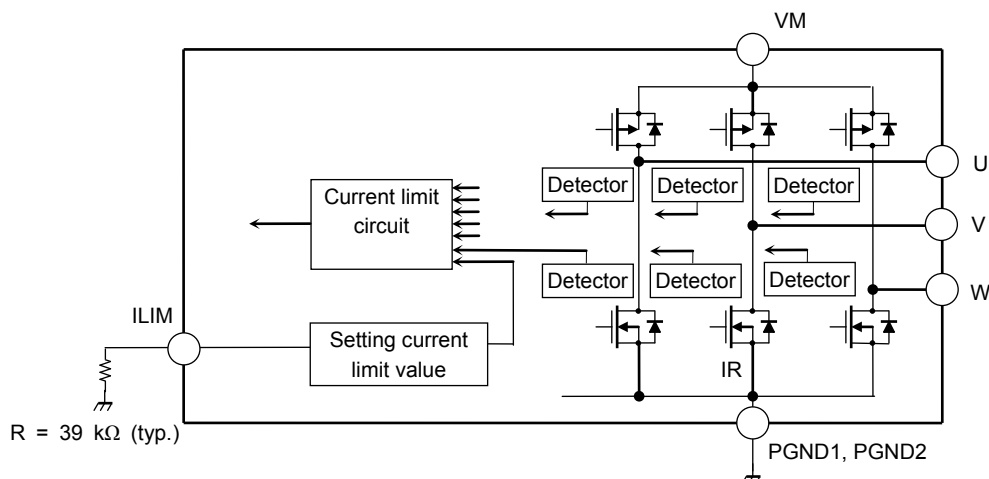 VM
U
Detector
Detector
Detector
Current limit
circuit
V
Detector
Detector
Detector
W
ILIM
Setting current
limit value
IR
R = 39 kΩ (typ.)
PGND1, PGND2